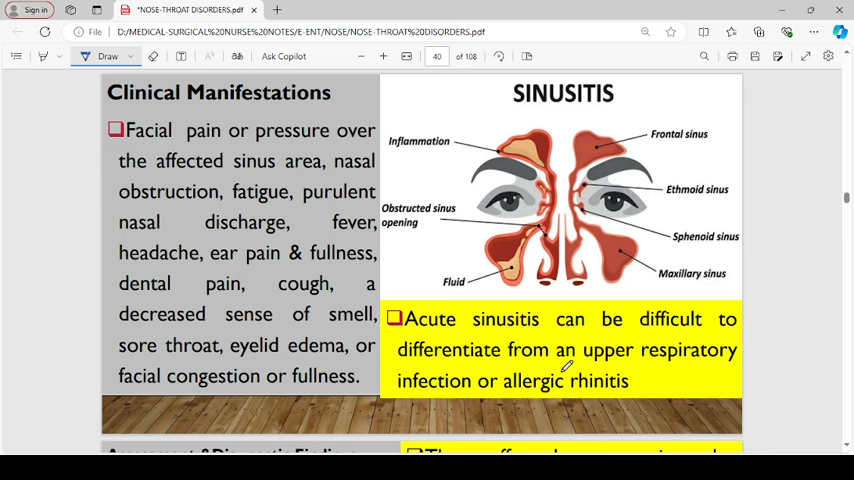 Sign in
*NOSE-THROAT DISORDERS.pdf
File
D:/MEDICAL-SURGICAL%20NURSE%20NOTES/E-ENT/NOSE/NOSE-THROAT%20DISORDERS.pdf
Draw
Ask Copilot
40 of 108
Clinical Manifestations
Facial pain or pressure over
the affected sinus area, nasal
obstruction, fatigue, purulent
nasal discharge, fever,
headache, ear pain & fullness,
dental pain, cough, a
decreased sense of smell,
sore throat, eyelid edema, or
facial congestion or fullness.
SINUSITIS
Inflammation
Obstructed sinus
opening
Fluid
Frontal sinus
Ethmoid sinus
Sphenoid sinus
Maxillary sinus
Acute sinusitis can be difficult to
differentiate from an upper respiratory
infection or allergic rhinitis